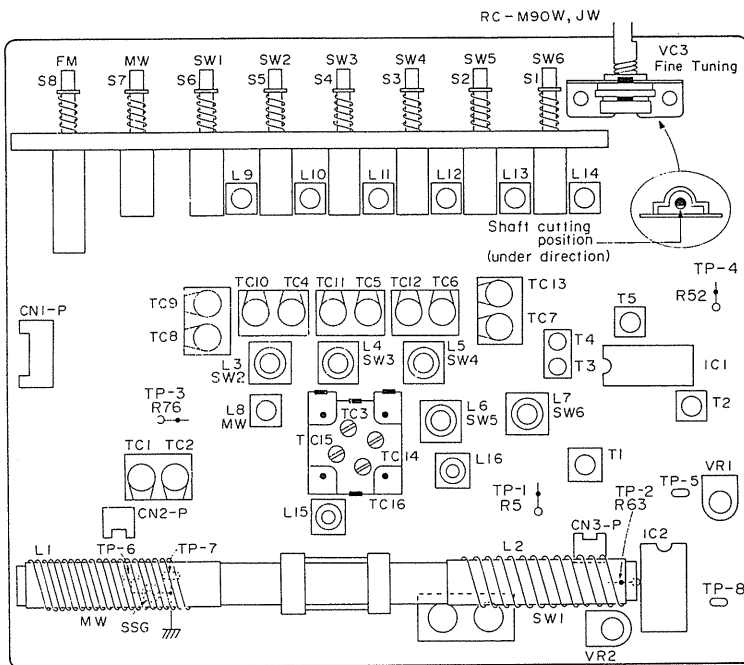 RC-M90W, JW
FM MW SW1 SW2 SW3 SW4 SW5 SW6
VC3
Fine Tuning
S8 S7 S6 S5 S4 S3 S2 S1
L9 L10 L11 L12 L13 L14
Shaft cutting
position
(under direction)
TP-4
R52
TC10 TC4 TC11 TC5 TC12 TC6
TC13
TC9
TC8
TC7
CN1-P
T5
T4
T3
IC1
L3
SW2
L4
SW3
L5
SW4
TP-3
R76
L8
MW
TC3
L6
SW5
L7
SW6
T2
TC15
TC14
TC1 TC2
L16
T1
VR1
TP-5
TP-1
R5
TP-2
R63
TC16
CN2-P
L15
CN3-P
IC2
L1
TP-6
TP-7
L2
TP-8
MW
SSG
SW1
VR2